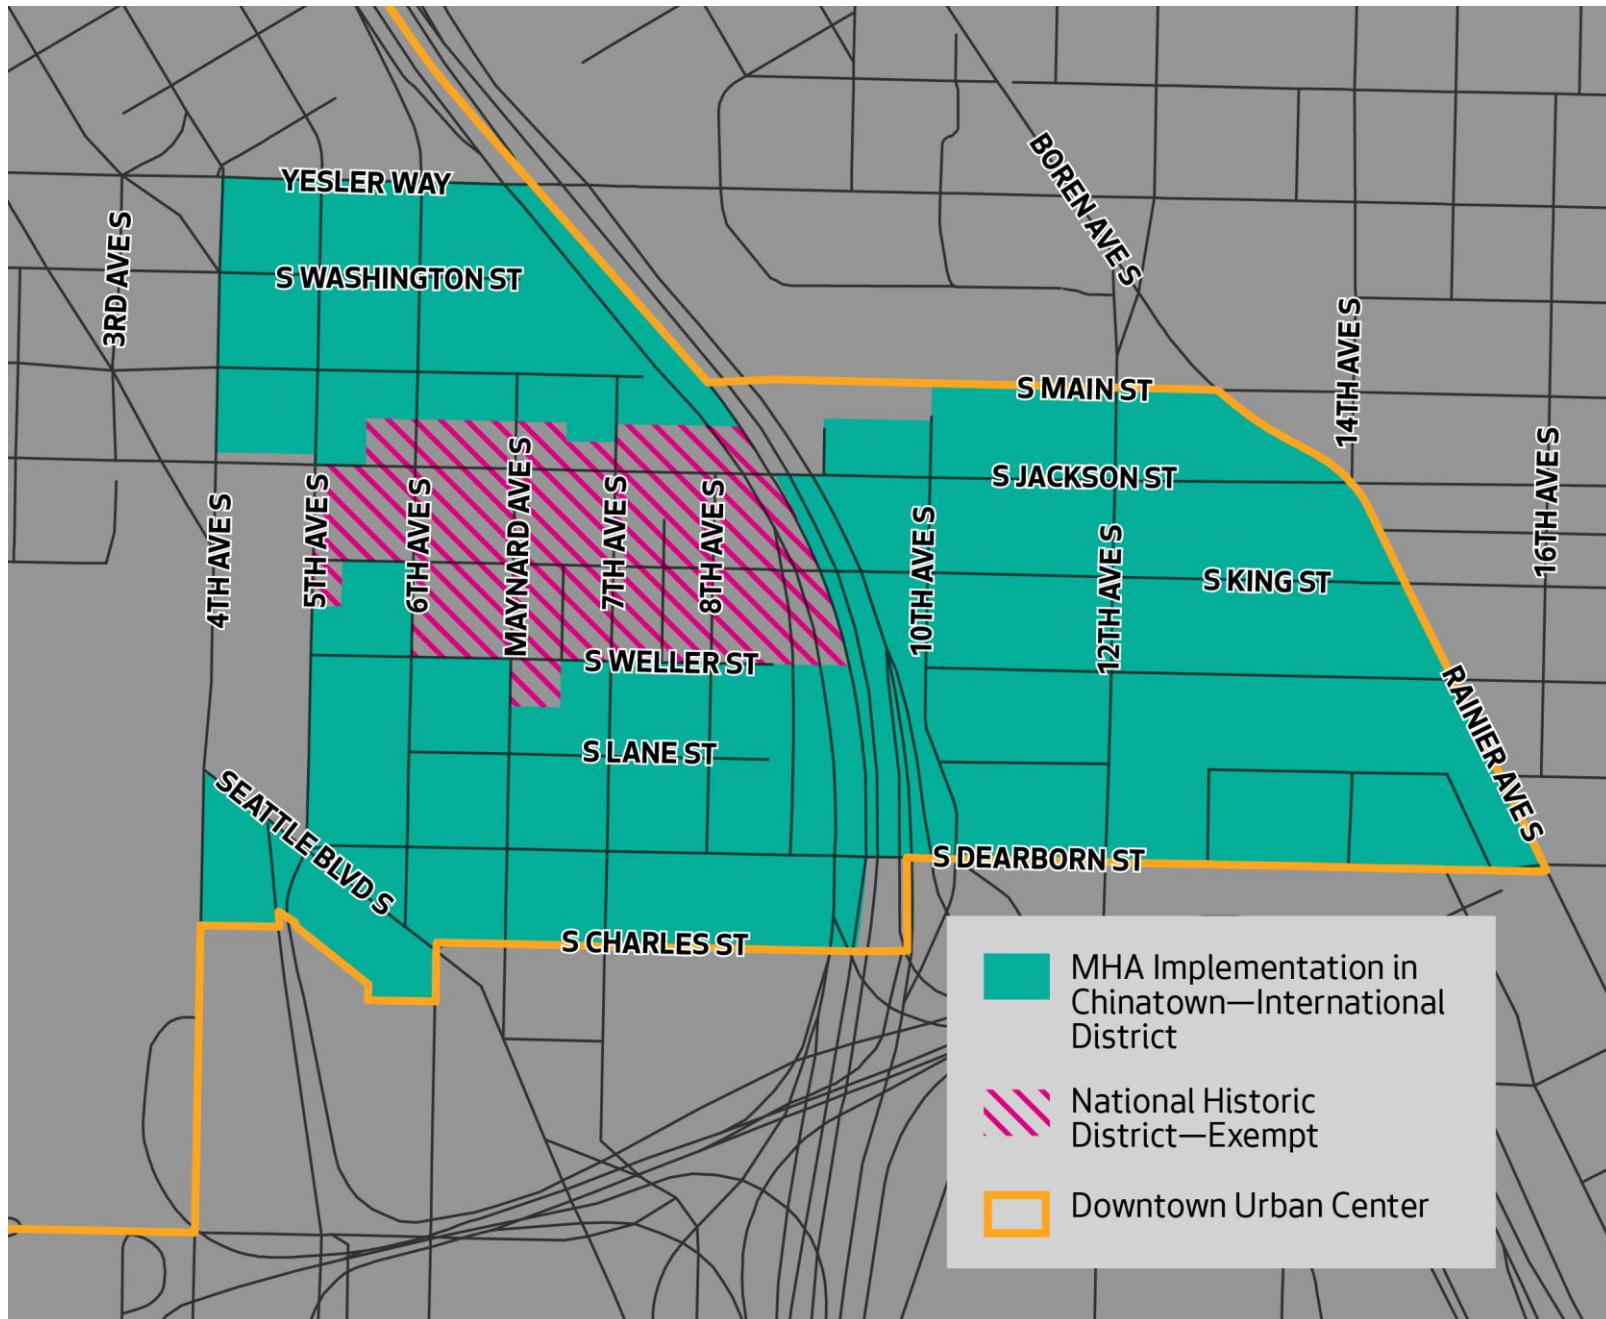 YESLER WAY
BOREN AVE S
3RD AVE S
S WASHINGTON ST
14TH AVE S
S MAIN ST
16TH AVE S
S JACKSON ST
4TH AVE S
5TH AVE S
6TH AVE S
MAYNARD AVE S
7TH AVE S
8TH AVE S
10TH AVE S
12TH AVE S
S KING ST
S WELLER ST
RAINIER AVE S
S LANE ST
SEATTLE BLVD S
S DEARBORN ST
S CHARLES ST
MHA Implementation in
Chinatown—International
District
National Historic
District—Exempt
Downtown Urban Center